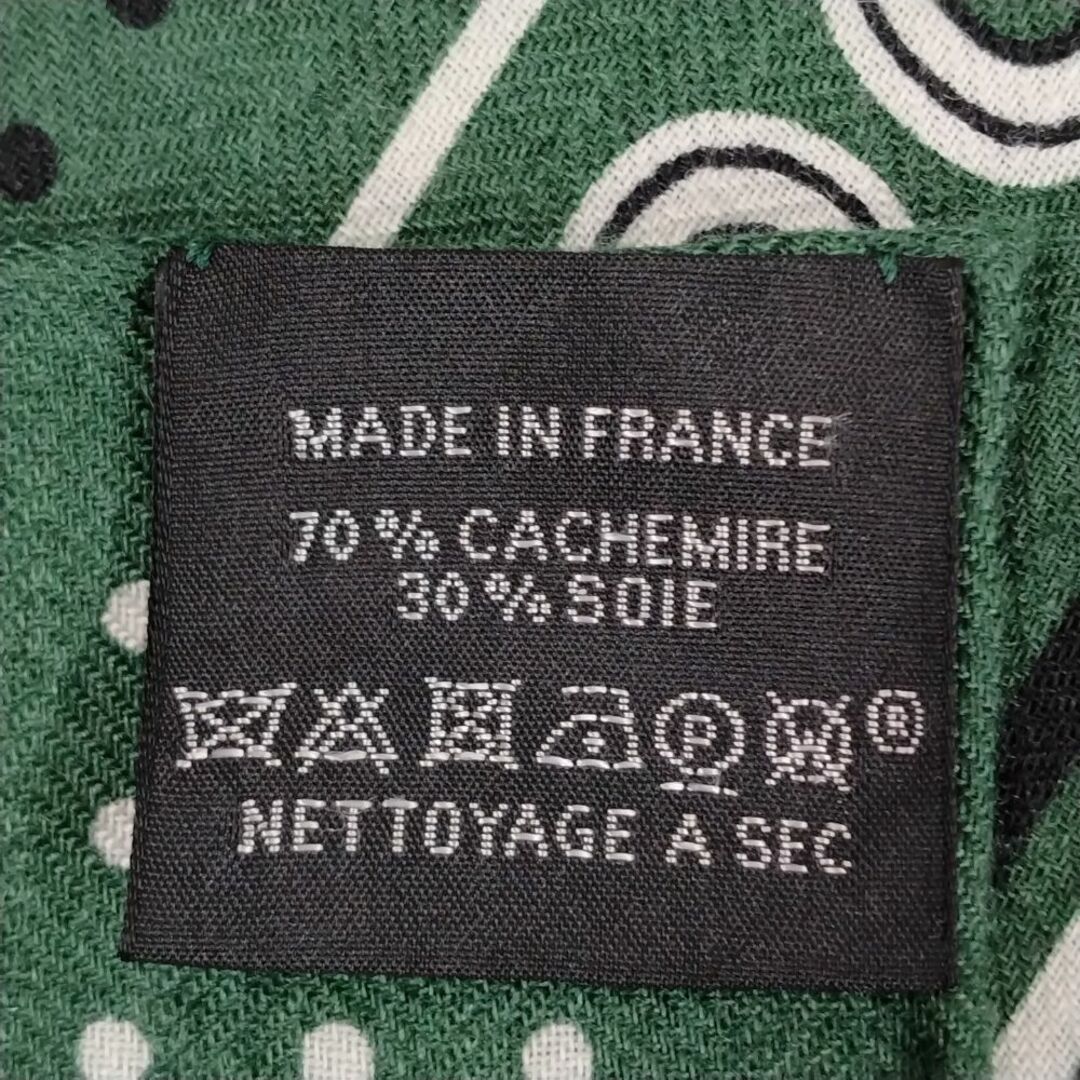 MADE IN FRANCE
70 % CACHEMIRE
30 % SOIE
P W ®
NETTOYAGE A SEC